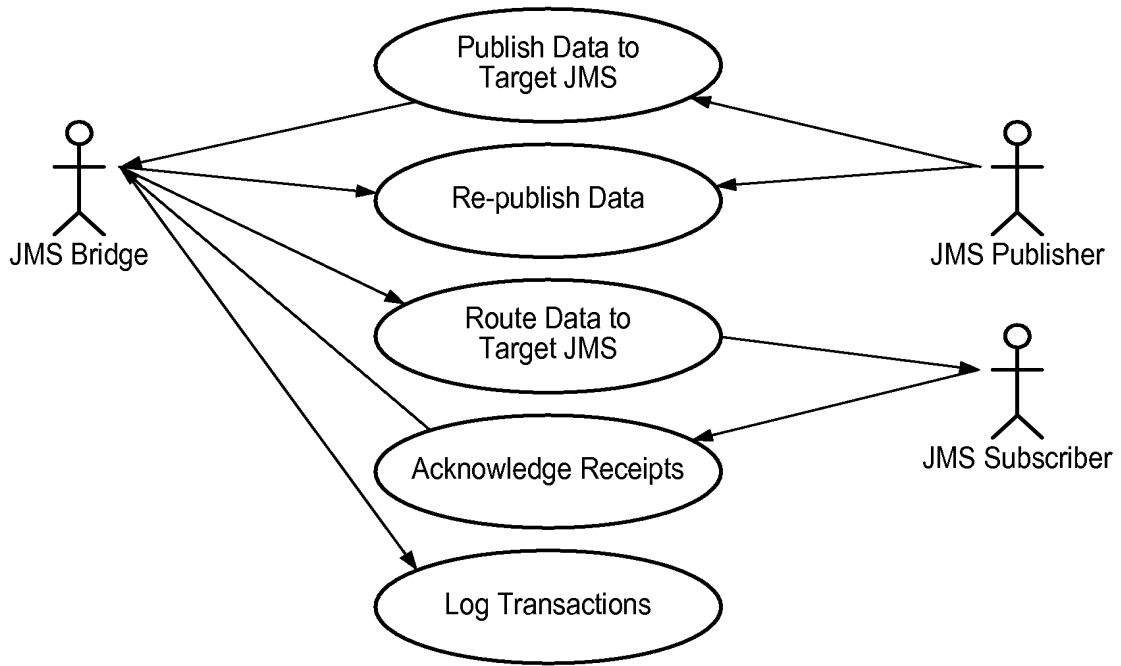 Publish Data to
Target JMS
Re-publish Data
JMS Bridge
JMS Publisher
Route Data to
Target JMS
Acknowledge Receipts
JMS Subscriber
Log Transactions